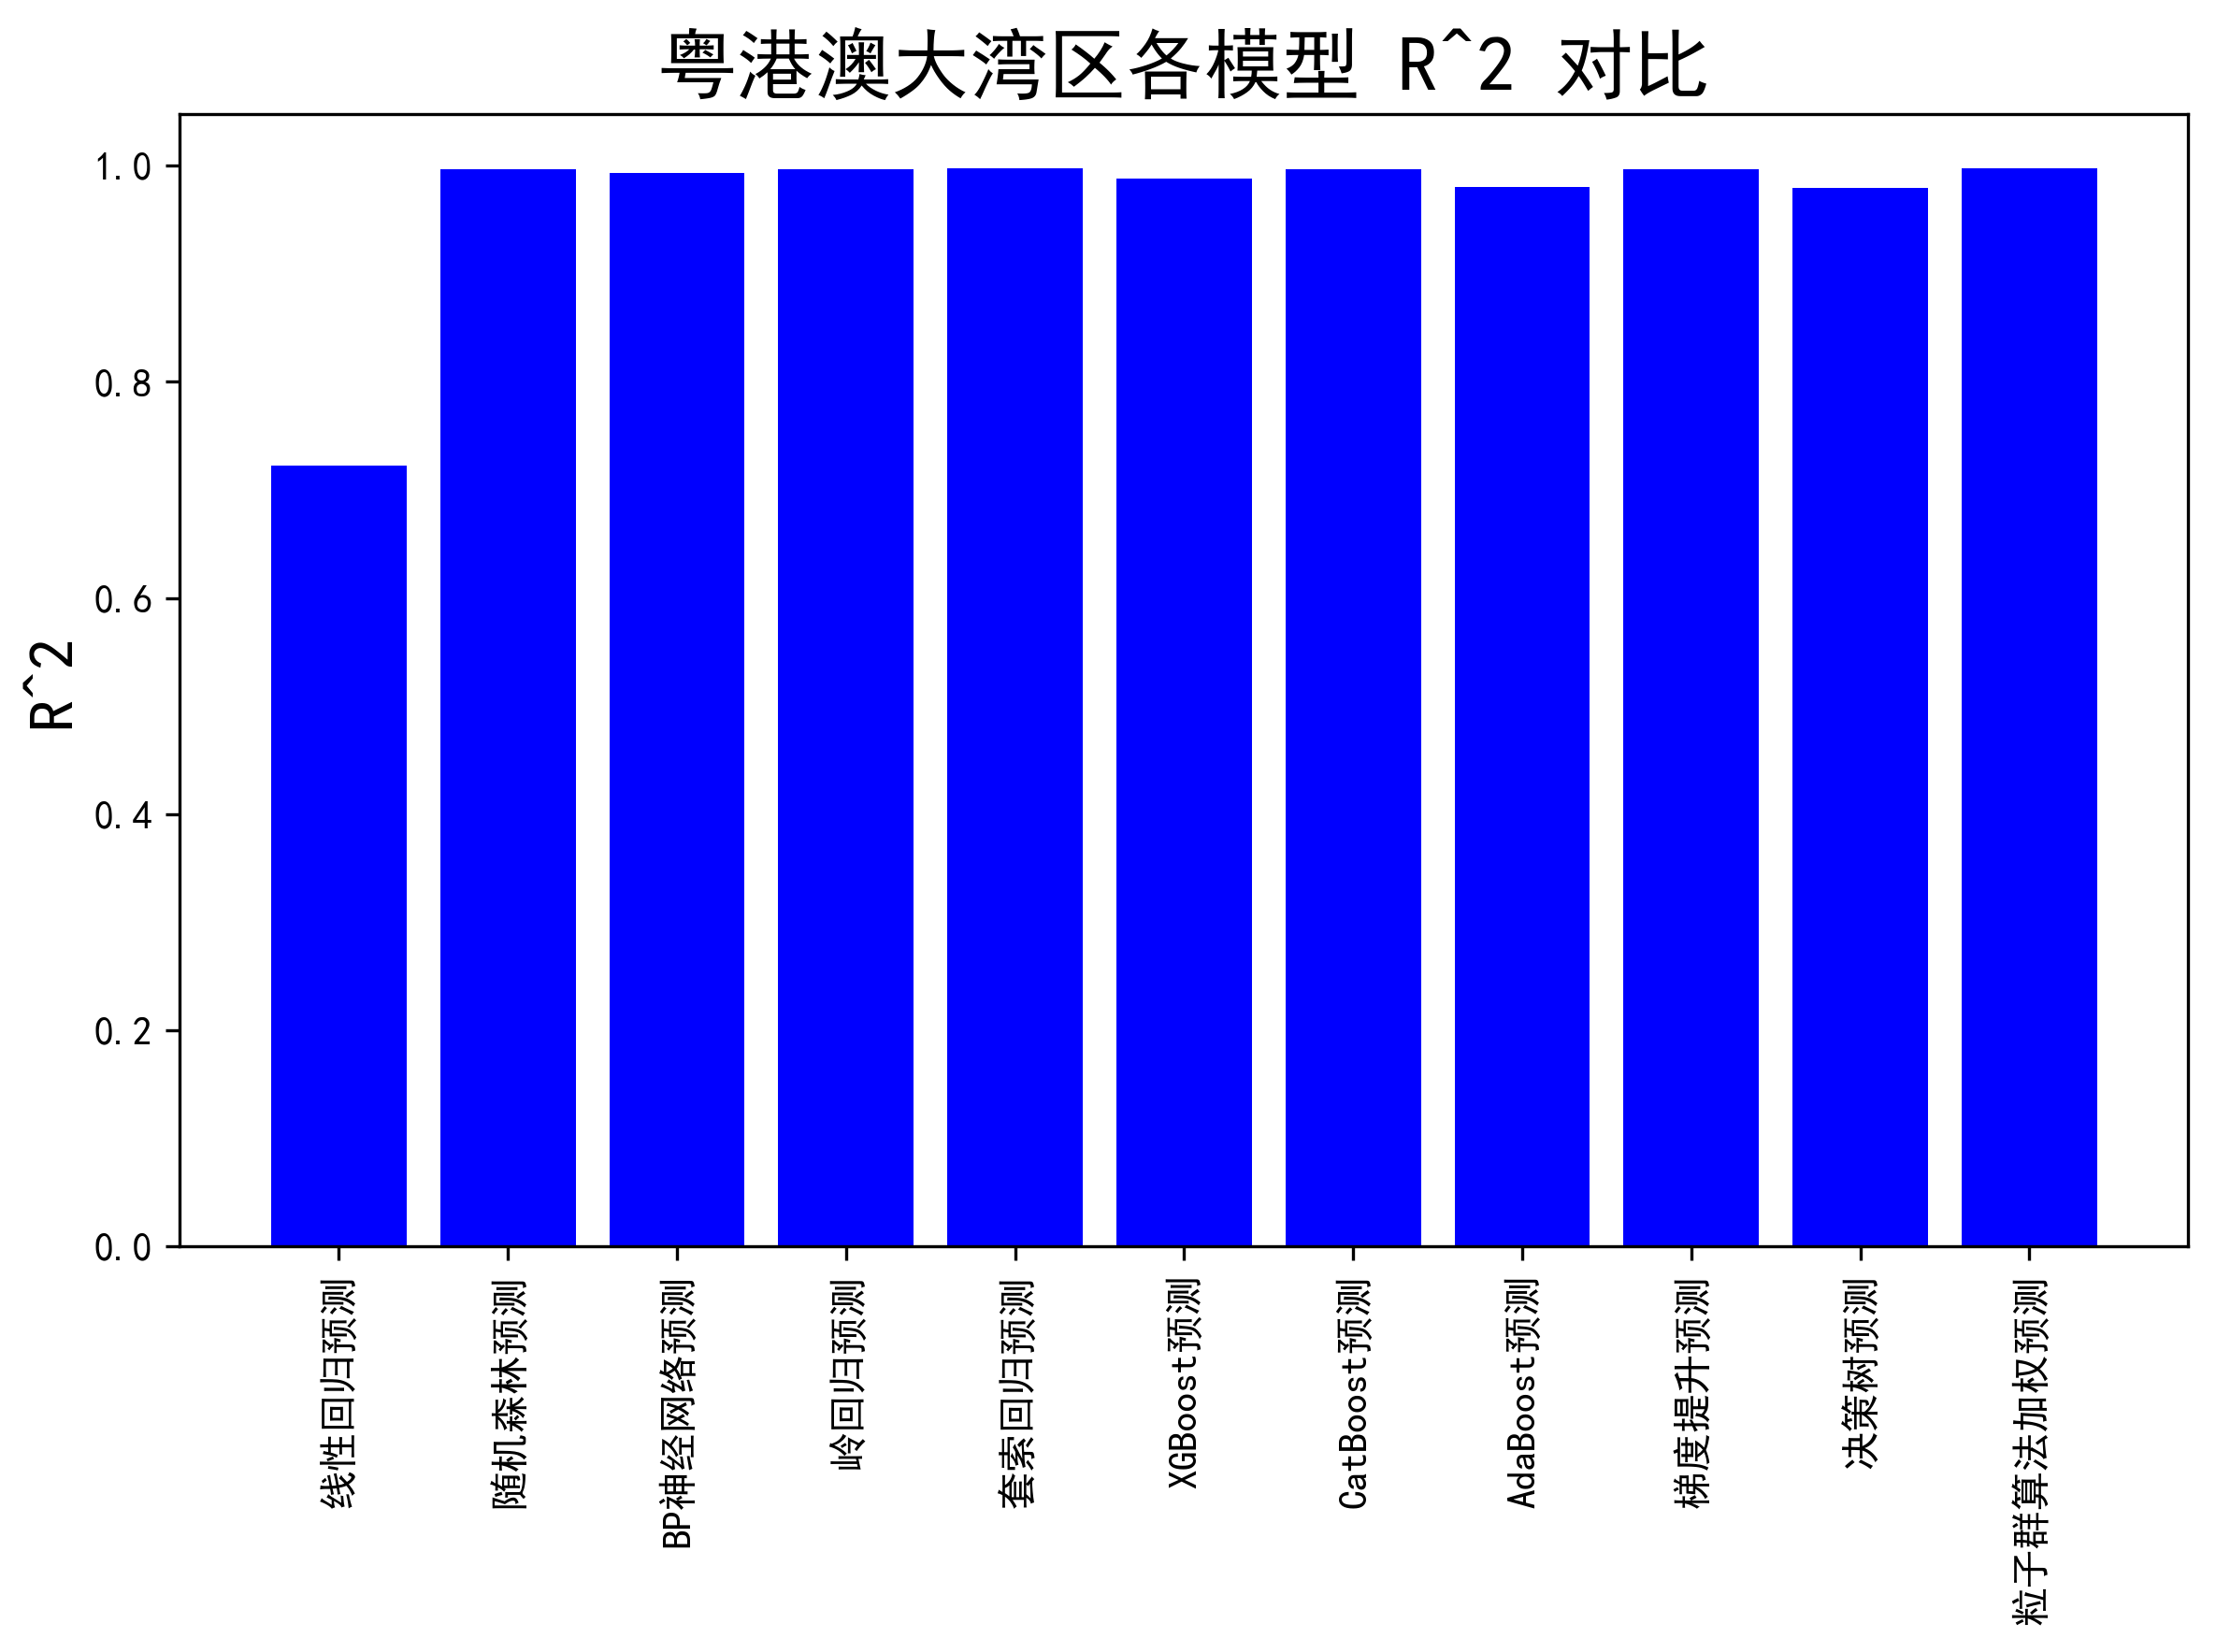 粤港澳大湾区各模型 R^2 对比
R^2
1.0
0.8
0.6
0.4
0.2
0.0
线性回归预测
随机森林预测
BP神经网络预测
岭回归预测
套索回归预测
XGBoost预测
CatBoost预测
AdaBoost预测
梯度提升预测
决策树预测
粒子群算法加权预测